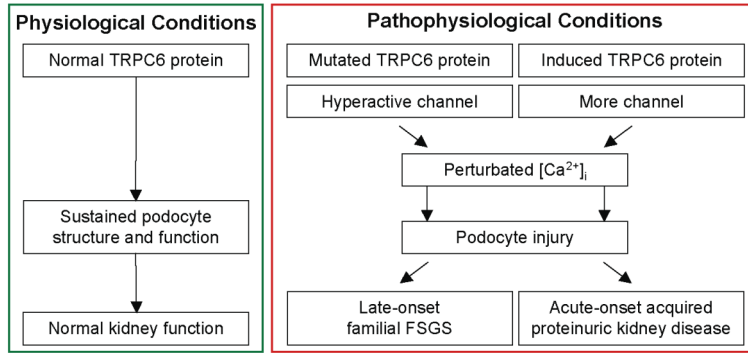 Physiological Conditions
Normal TRPC6 protein
Sustained podocyte
structure and function
Normal kidney function
Pathophysiological Conditions
Mutated TRPC6 protein
Induced TRPC6 protein
Hyperactive channel
More channel
Perturbated [Ca²⁺]ᵢ
Podocyte injury
Late-onset
familial FSGS
Acute-onset acquired
proteinuric kidney disease